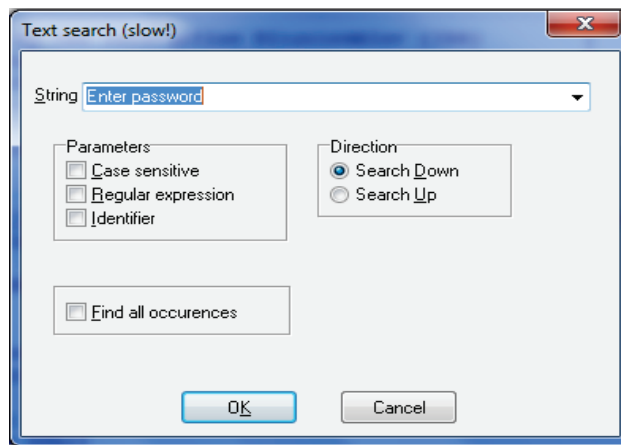 Text search (slow!)
String Enter password
Parameters
Case sensitive
Regular expression
Identifier
Direction
Search Down
Search Up
Find all occurences
OK
Cancel